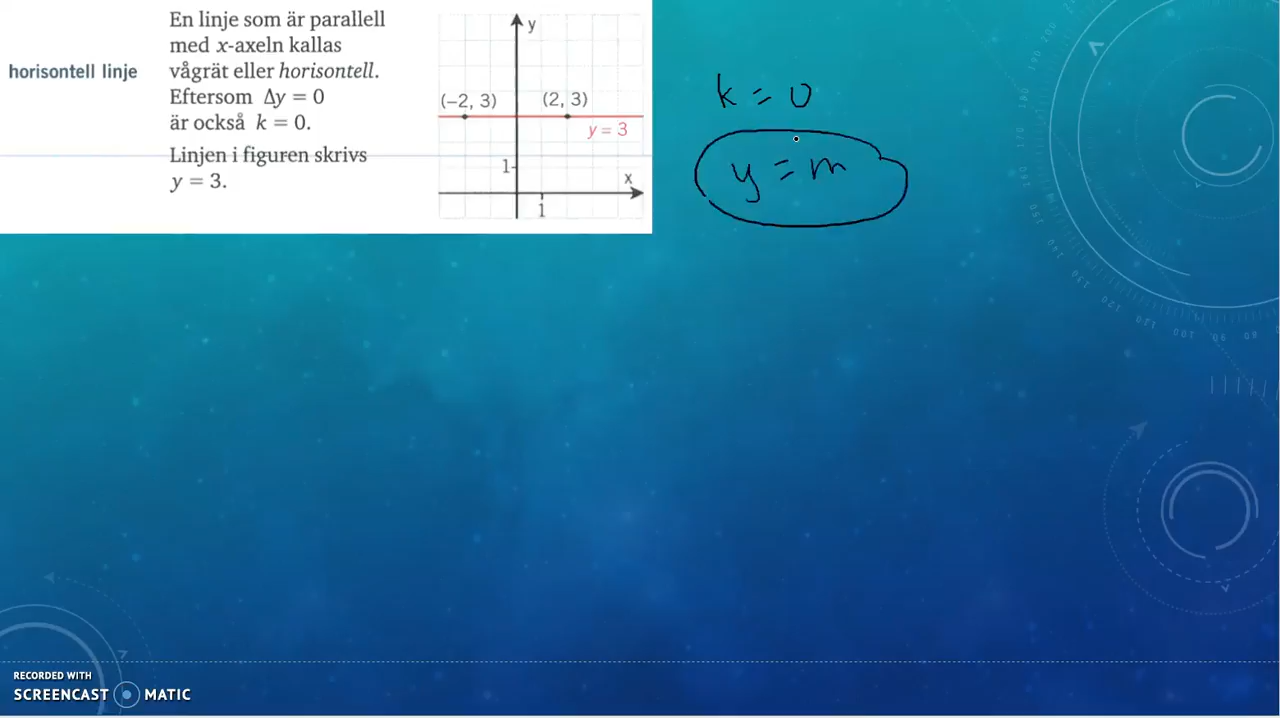 horisontell linje
En linje som är parallell
med x-axeln kallas
vågrät eller horisontell.
Eftersom Δy = 0
är också k = 0.
Linjen i figuren skrivs
y = 3.
y
(−2, 3)
(2, 3)
y = 3
1
x
1
k = 0
y = m
RECORDED WITH
SCREENCAST MATIC